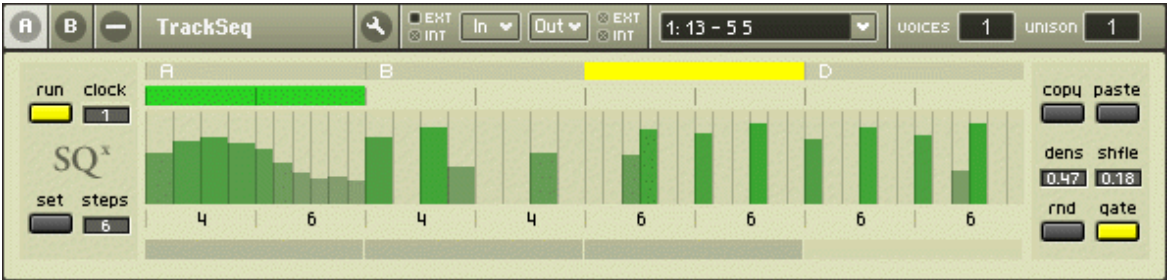 A B TrackSeq EXT INT In Out EXT INT 1: 13 - 5 5 VOICES 1 UNISON 1
A B D
run clock
1
SQx
set steps
6
4 6 4 4 6 6 6 6
copy paste
dens shfle
0.47 0.18
rnd gate